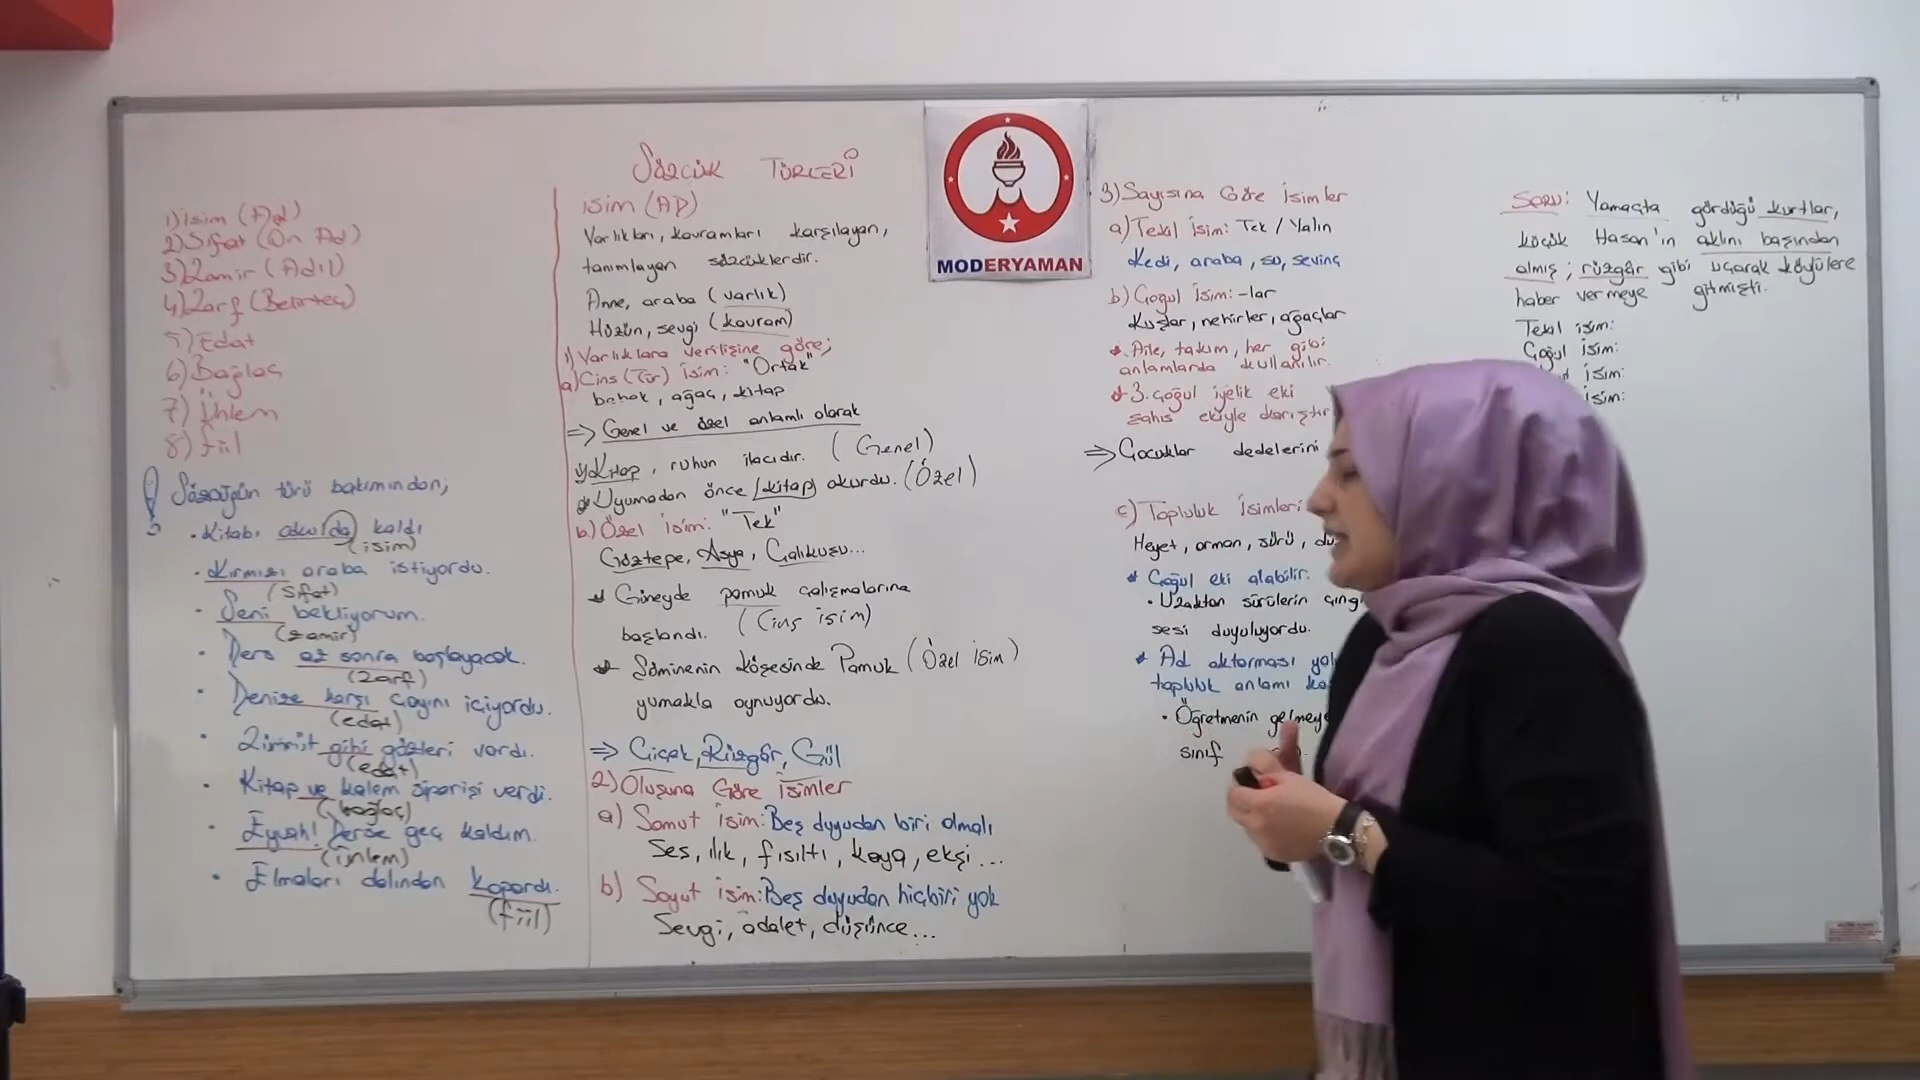 Sözcük TÜRLERİ
1) isim (Ad)
2) Sıfat (Ön Ad)
3) Zamir (Adıl)
4) Zarf (Belirteç)
5) Edat
6) Bağlaç
7) Ünlem
8) fiil
! Sözcüğün türü bakımından;
• Kitabı okulda kaldı
(isim)
• Kırmızı araba istiyordu.
(Sıfat)
• Seni bekliyorum.
(zamir)
• Ders az sonra başlayacak.
(zarf)
• Denize karşı çayını içiyordu.
(edat)
• Zümrüt gibi gözleri vardı.
(edat)
• Kitap ve kalem siparişi verdi.
(bağlaç)
• Eyvah! Derse geç kaldım.
(ünlem)
• Elmaları dalından kopardı.
(fiil)
isim (AD)
Varlıkları, kavramları karşılayan,
tanımlayan sözcüklerdir.
Anne, araba (varlık)
Hüzün, sevgi (kavram)
1) Varlıklara verilişine göre;
a) Cins (Tür) İsim: "Ortak"
bebek, ağaç, kitap
⇒ Genel ve özel anlamlı olarak
Kitap, ruhun ilacıdır. (Genel)
Uyumadan önce kitap okurdu. (Özel)
b) Özel isim: "Tek"
Göztepe, Asya, Çalıkuşu...
Güneyde pamuk çalışmalarına
başlandı. (Cins isim)
Şöminenin köşesinde Pamuk (Özel isim)
yumakla oynuyordu.
⇒ Çiçek, Rüzgâr, Gül
2) Oluşuna Göre İsimler
a) Somut isim: Beş duyudan biri olmalı
Ses, ılık, fısıltı, kaya, ekşi...
b) Soyut isim: Beş duyudan hiçbiri yok
Sevgi, adalet, düşünce...
MODERYAMAN
3) Sayısına Göre İsimler
a) Tekil İsim: Tek / Yalın
Kedi, araba, su, sevinç
b) Çoğul İsim: -lar
Kuşlar, nehirler, ağaçlar
* Aile, takım, her gibi
anlamlarda kullanılır.
* 3. çoğul iyelik eki
şahıs ekiyle karıştır
⇒ Çocuklar dedelerini
c) Topluluk İsimleri
Heyet, orman, sürü,
* Çoğul eki alabilir.
• Uzaktan sürülerin
sesi duyuluyordu.
* Ad aktarması
topluluk anlamı
• Öğretmenin
sınıf
Soru: Yamaçta gördüğü kurtlar,
küçük Hasan'ın aklını başından
almış; rüzgâr gibi uçarak köylülere
haber vermeye gitmişti.
Tekil isim:
Çoğul isim:
isim:
isim: